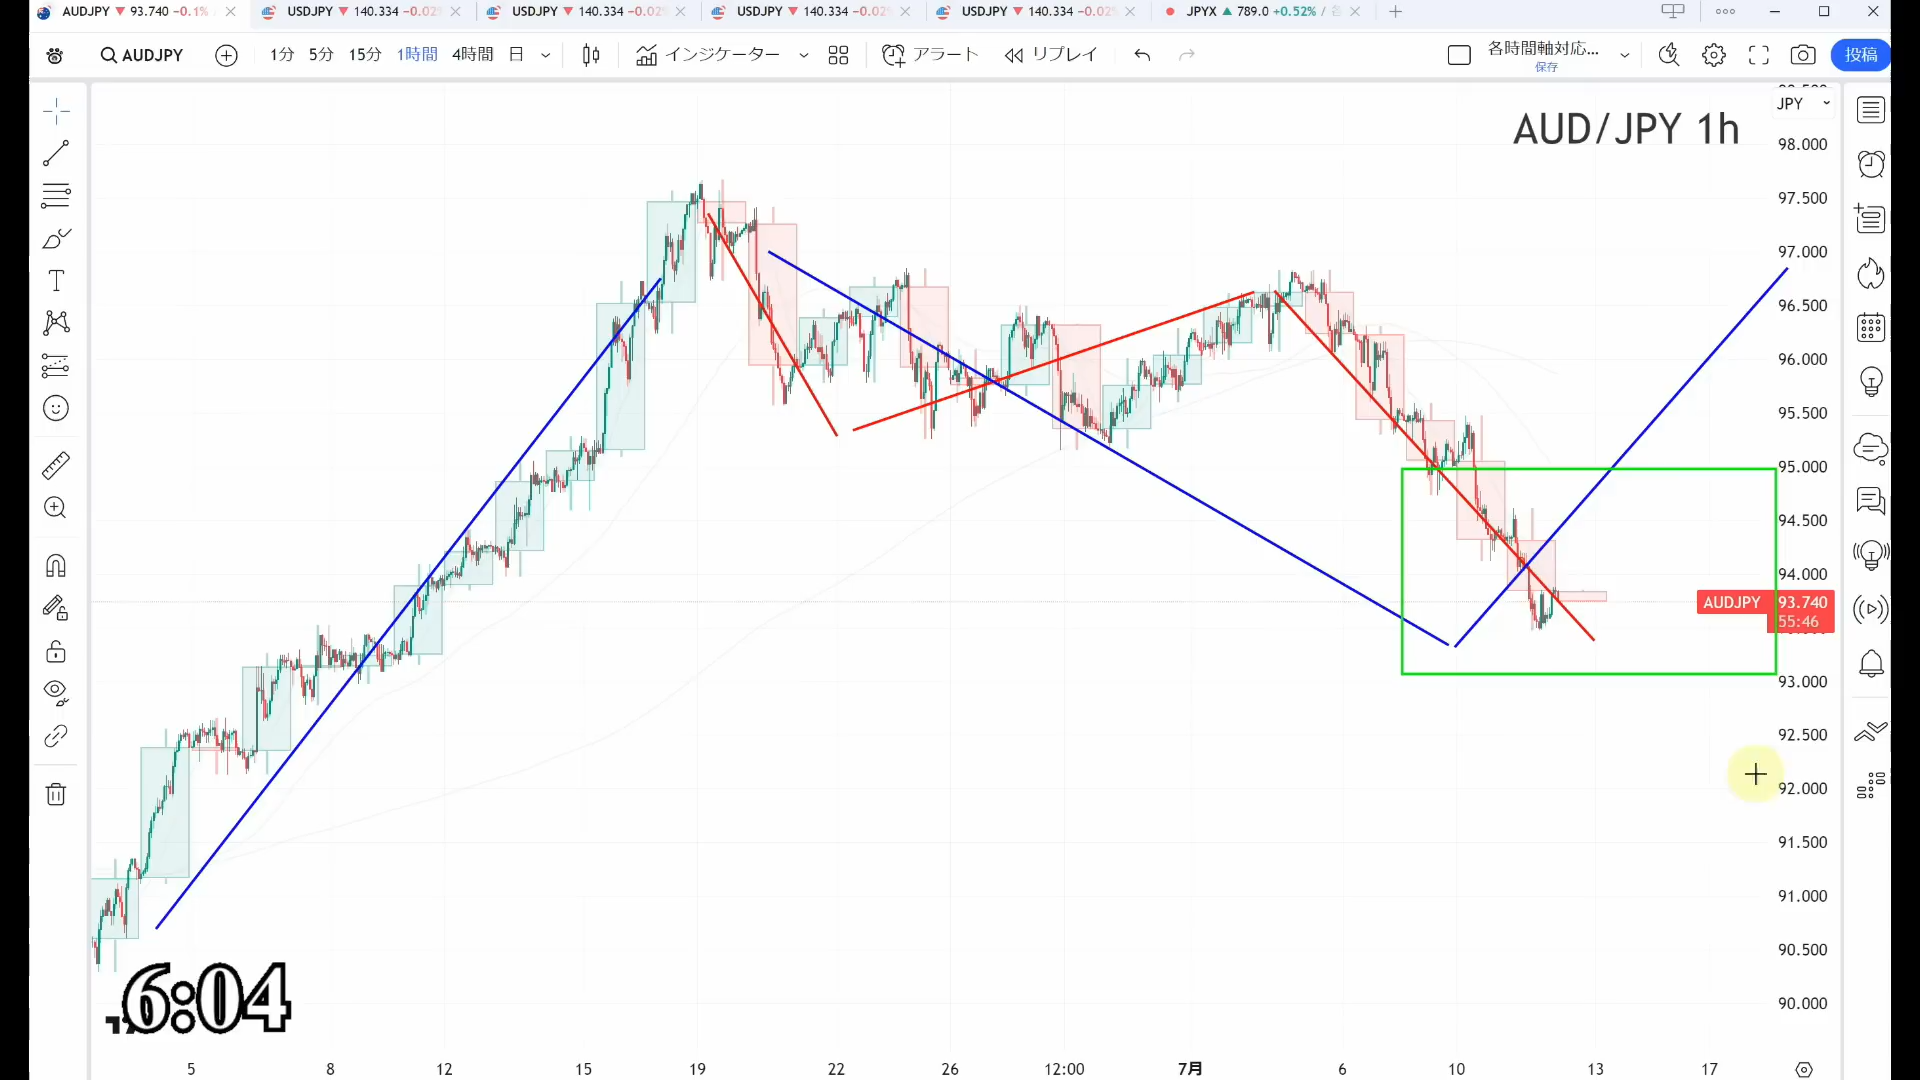 AUDJPY ▼ 93.740 −0.1%
USDJPY ▼ 140.334 −0.02%
USDJPY ▼ 140.334 −0.02%
USDJPY ▼ 140.334 −0.02%
USDJPY ▼ 140.334 −0.02%
JPYX ▲ 789.0 +0.52% / 各
AUDJPY
1分 5分 15分 1時間 4時間 日
インジケーター
アラート
リプレイ
各時間軸対応...
保存
投稿
JPY
AUD/JPY 1h
98.000
97.500
97.000
96.500
96.000
95.500
95.000
94.500
94.000
AUDJPY 93.740
55:46
93.000
92.500
92.000
91.500
91.000
90.500
90.000
6:04
5 8 12 15 19 22 26 12:00 7月 6 10 13 17